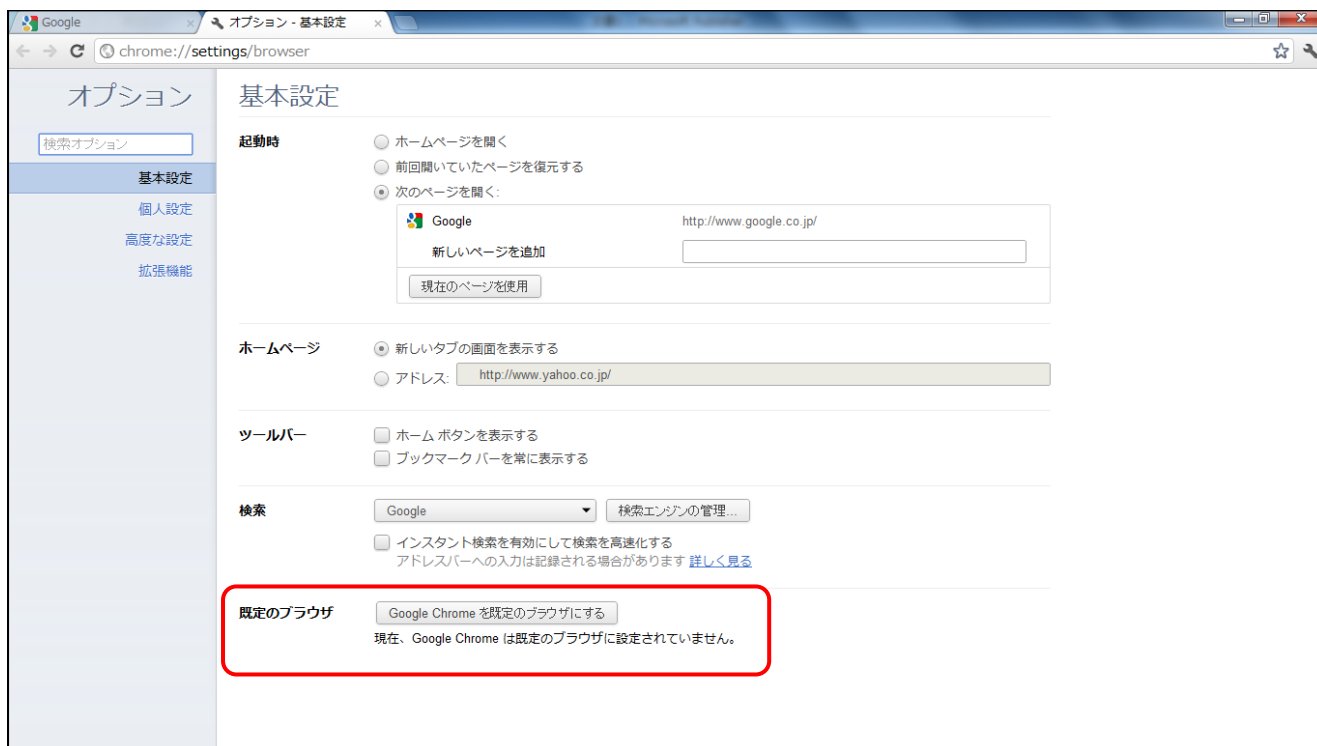 Google
オプション - 基本設定
chrome://settings/browser
オプション
検索オプション
基本設定
個人設定
高度な設定
拡張機能
基本設定
起動時
ホームページを開く
前回開いていたページを復元する
次のページを開く:
Google http://www.google.co.jp/
新しいページを追加
現在のページを使用
ホームページ
新しいタブの画面を表示する
アドレス: http://www.yahoo.co.jp/
ツールバー
ホーム ボタンを表示する
ブックマーク バーを常に表示する
検索
Google
検索エンジンの管理...
インスタント検索を有効にして検索を高速化する
アドレスバーへの入力は記録される場合があります 詳しく見る
既定のブラウザ
Google Chrome を既定のブラウザにする
現在、Google Chrome は既定のブラウザに設定されていません。